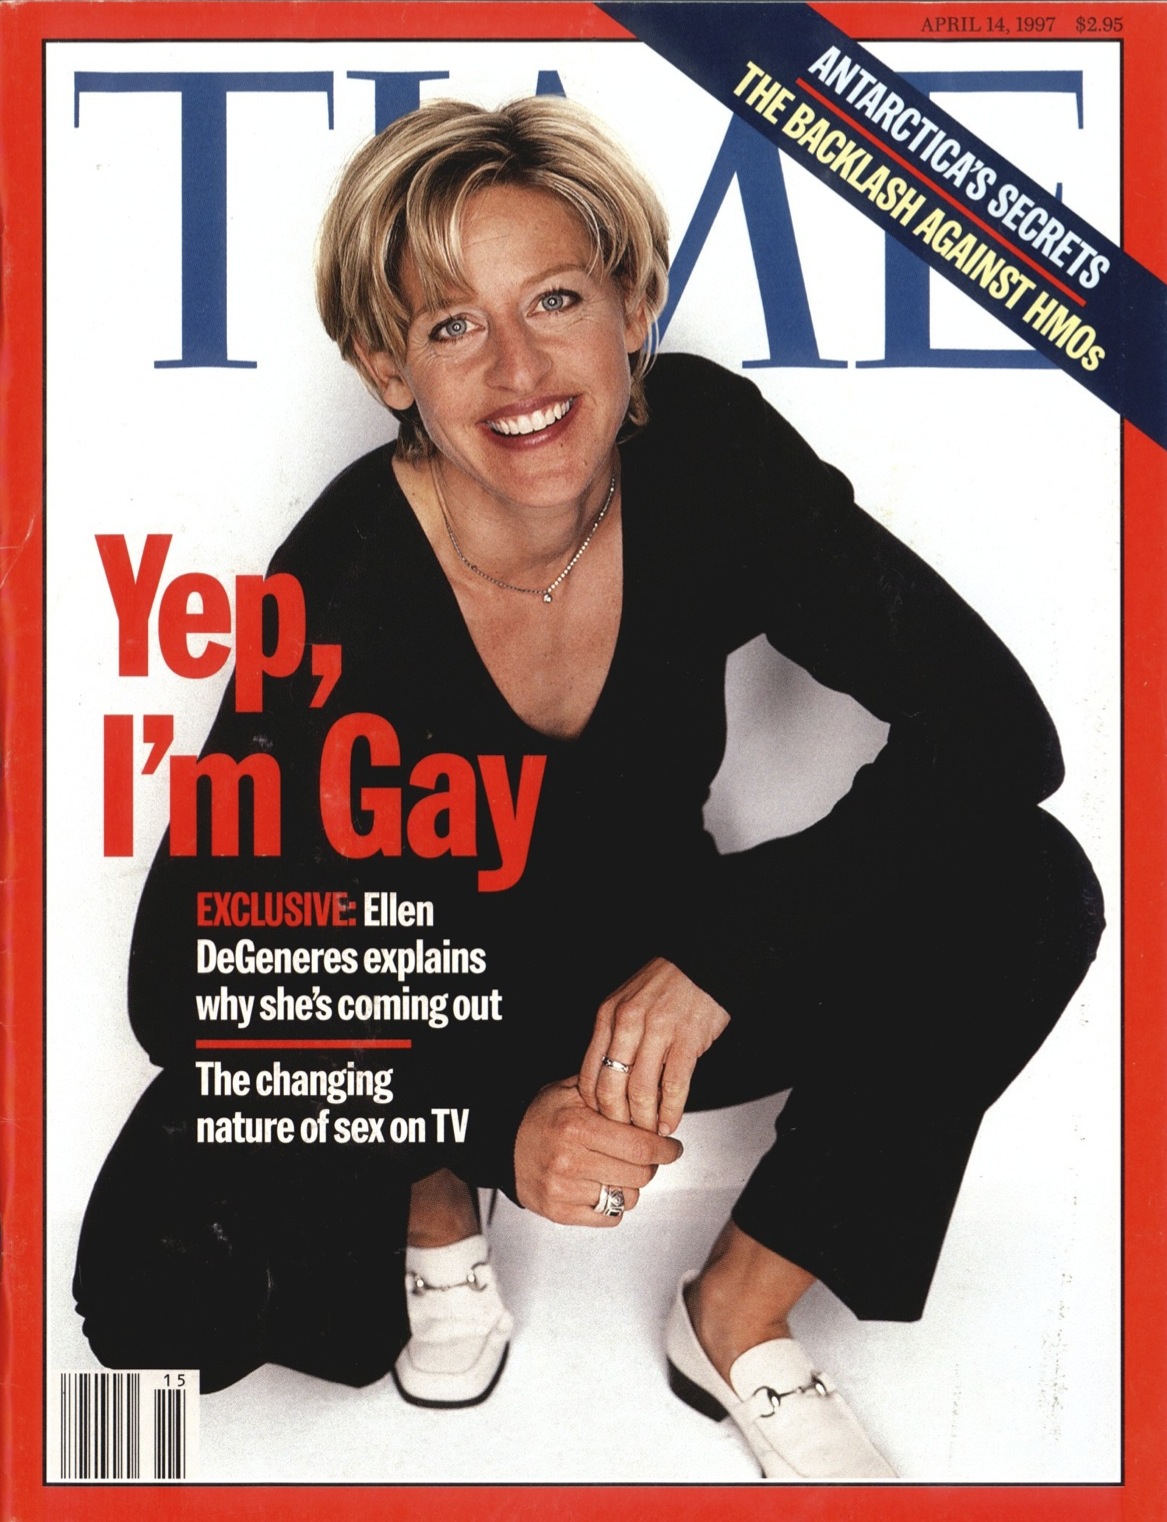 APRIL 14, 1997 $2.95
TIME
ANTARCTICA'S SECRETS
THE BACKLASH AGAINST HMOs
Yep,
I'm Gay
EXCLUSIVE: Ellen
DeGeneres explains
why she's coming out
The changing
nature of sex on TV
15